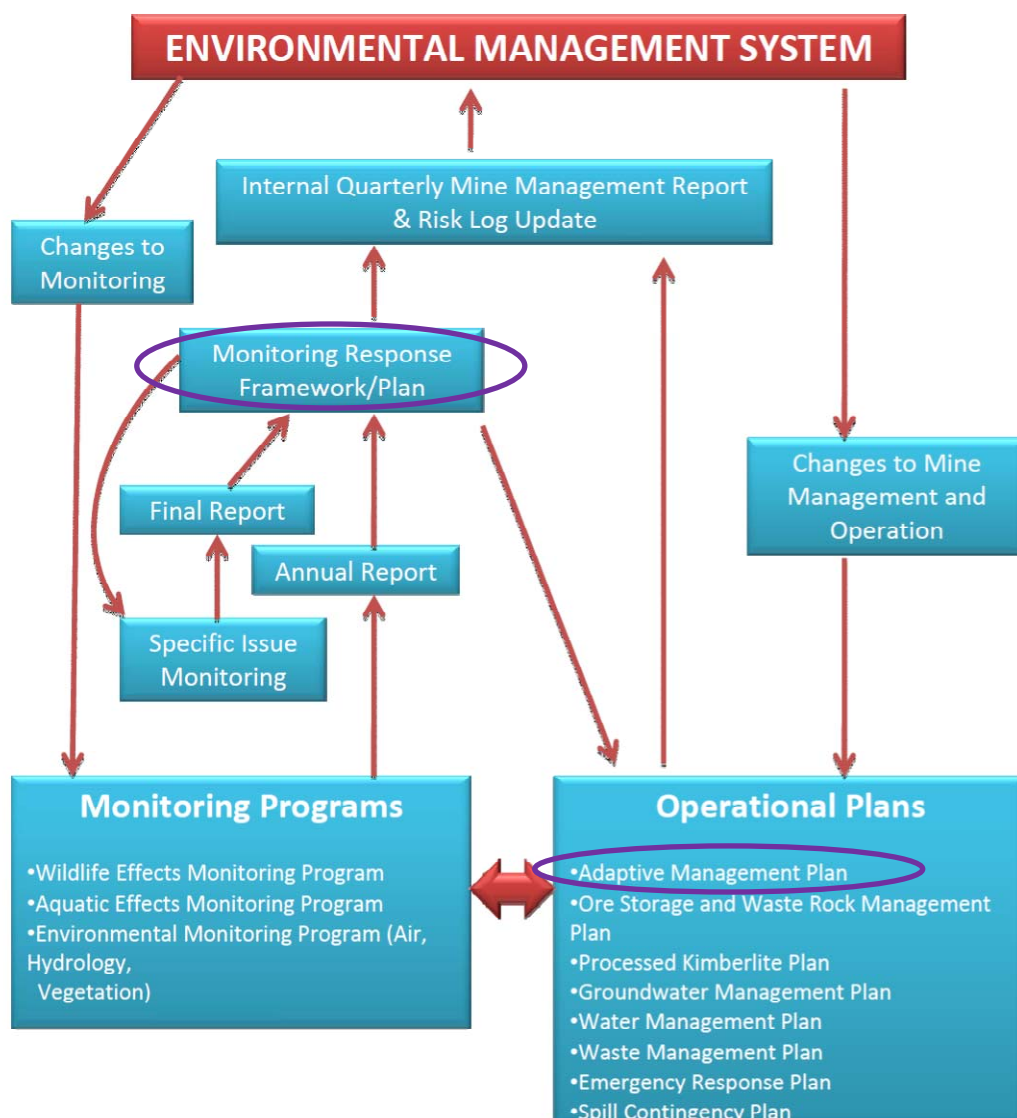 ENVIRONMENTAL MANAGEMENT SYSTEM
Internal Quarterly Mine Management Report
& Risk Log Update
Changes to
Monitoring
Monitoring Response
Framework/Plan
Changes to Mine
Management and
Operation
Final Report
Annual Report
Specific Issue
Monitoring
Monitoring Programs
•Wildlife Effects Monitoring Program
•Aquatic Effects Monitoring Program
•Environmental Monitoring Program (Air,
Hydrology,
Vegetation)
Operational Plans
•Adaptive Management Plan
•Ore Storage and Waste Rock Management
Plan
•Processed Kimberlite Plan
•Groundwater Management Plan
•Water Management Plan
•Waste Management Plan
•Emergency Response Plan
•Spill Contingency Plan